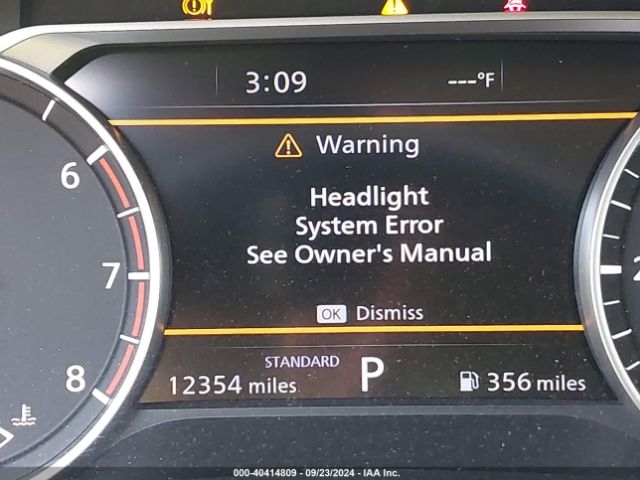 3:09
---°F
Warning
Headlight
System Error
See Owner's Manual
OK Dismiss
STANDARD
12354 miles
P
356 miles
6
7
8
2
000-40414809 - 09/23/2024 - IAA Inc.